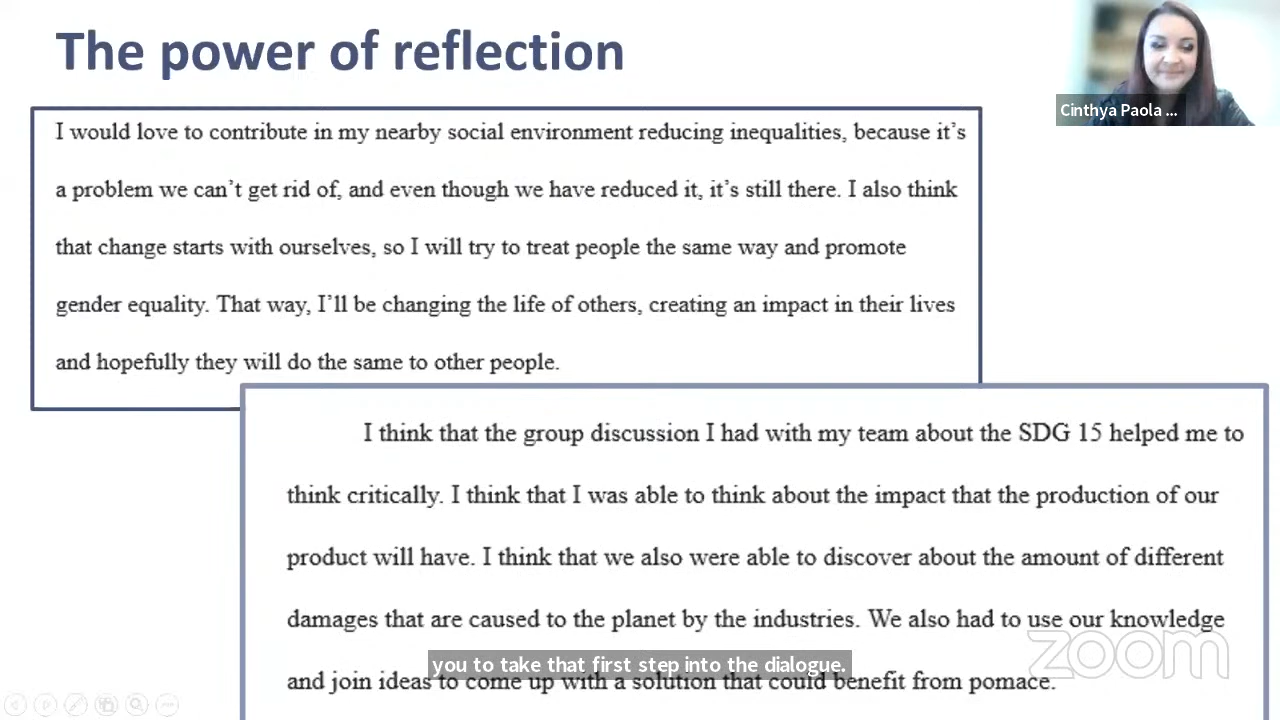 The power of reflection
Cinthya Paola ...
I would love to contribute in my nearby social environment reducing inequalities, because it's
a problem we can't get rid of, and even though we have reduced it, it's still there. I also think
that change starts with ourselves, so I will try to treat people the same way and promote
gender equality. That way, I'll be changing the life of others, creating an impact in their lives
and hopefully they will do the same to other people.
I think that the group discussion I had with my team about the SDG 15 helped me to
think critically. I think that I was able to think about the impact that the production of our
product will have. I think that we also were able to discover about the amount of different
damages that are caused to the planet by the industries. We also had to use our knowledge
zoom
you to take that first step into the dialogue.
and join ideas to come up with a solution that could benefit from pomace.